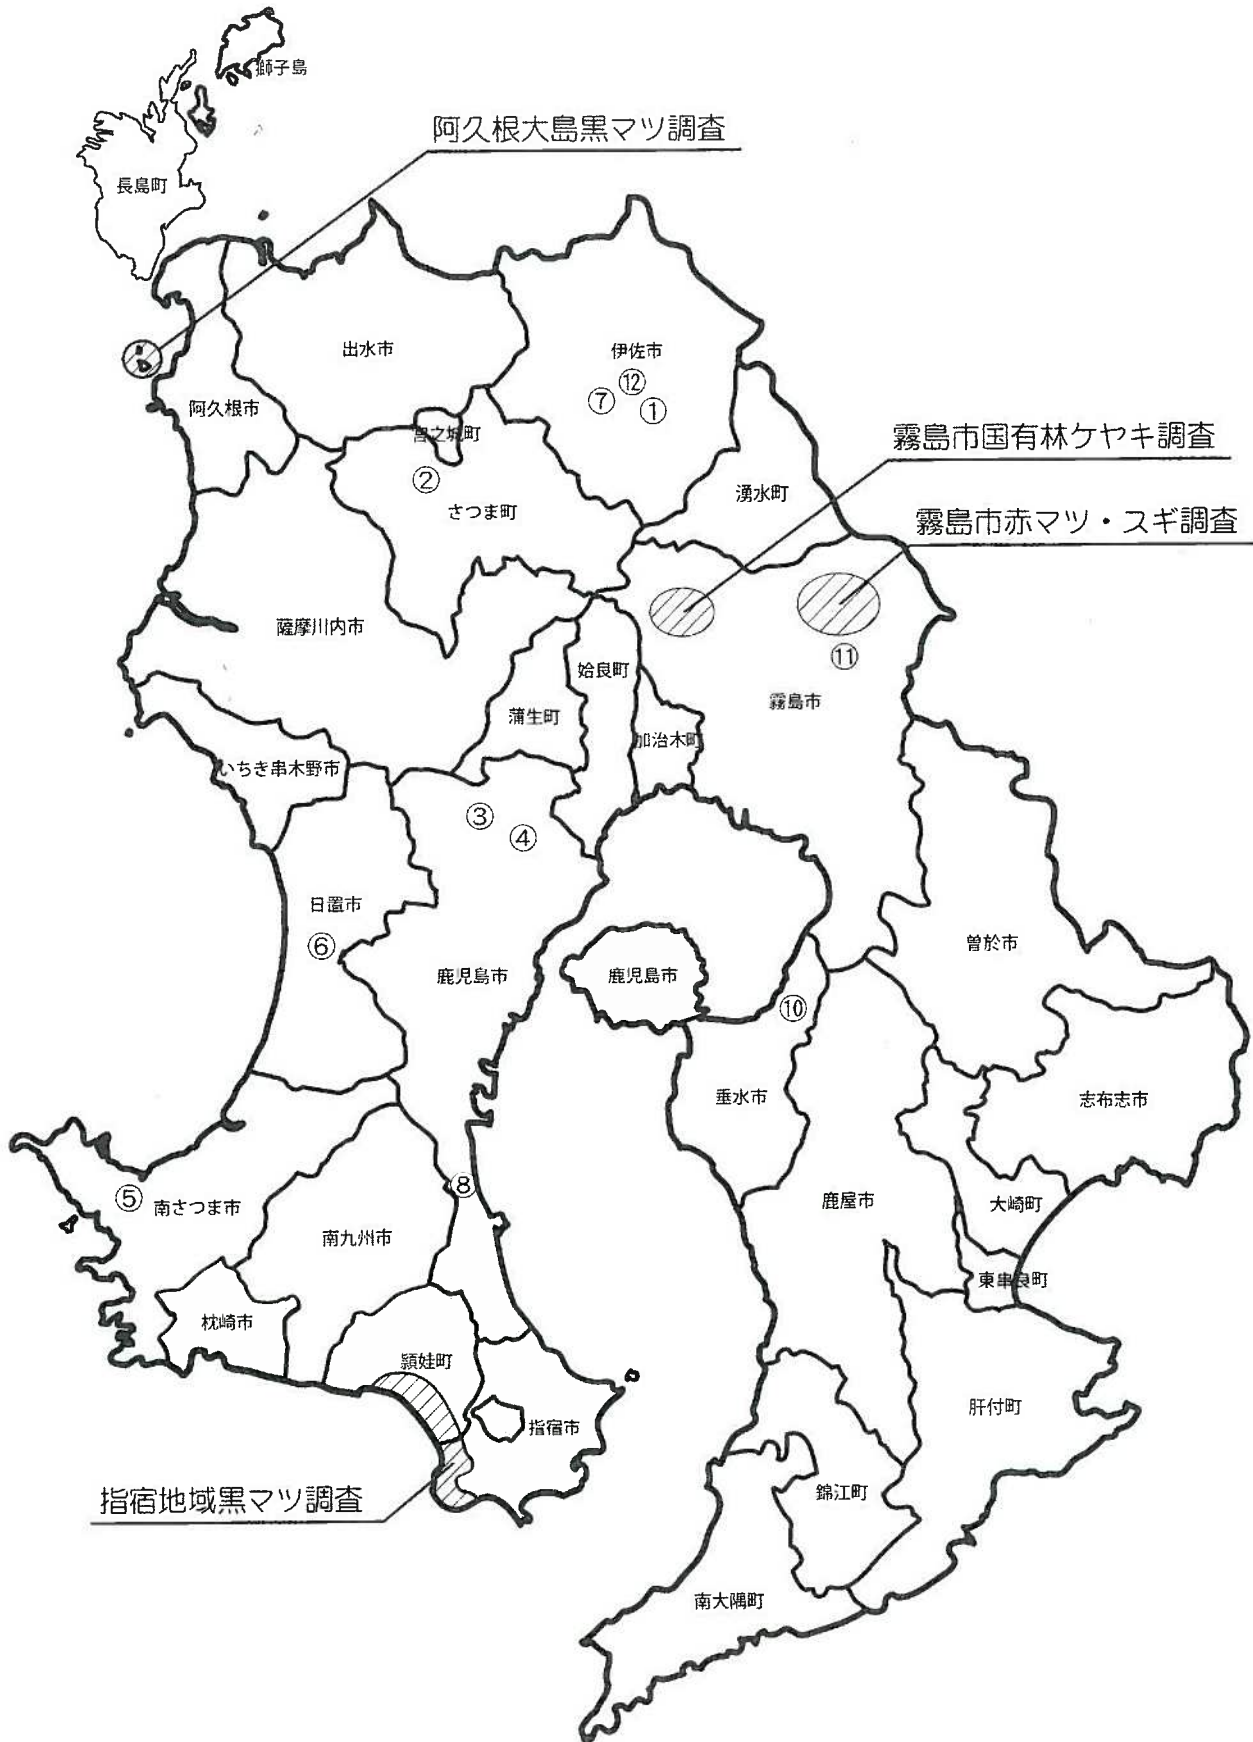 獅子島
阿久根大島黒マツ調査
長島町
出水市
伊佐市
⑫
⑦
①
阿久根市
宮之城町
霧島市国有林ケヤキ調査
②
さつま町
湧水町
霧島市赤マツ・スギ調査
薩摩川内市
姶良町
⑪
蒲生町
霧島市
加治木町
いちき串木野市
③
④
日置市
⑥
曽於市
鹿児島市
鹿児島市
⑩
垂水市
志布志市
⑧
⑤
南さつま市
鹿屋市
大崎町
南九州市
東串良町
枕崎市
頴娃町
肝付町
指宿市
指宿地域黒マツ調査
錦江町
南大隅町